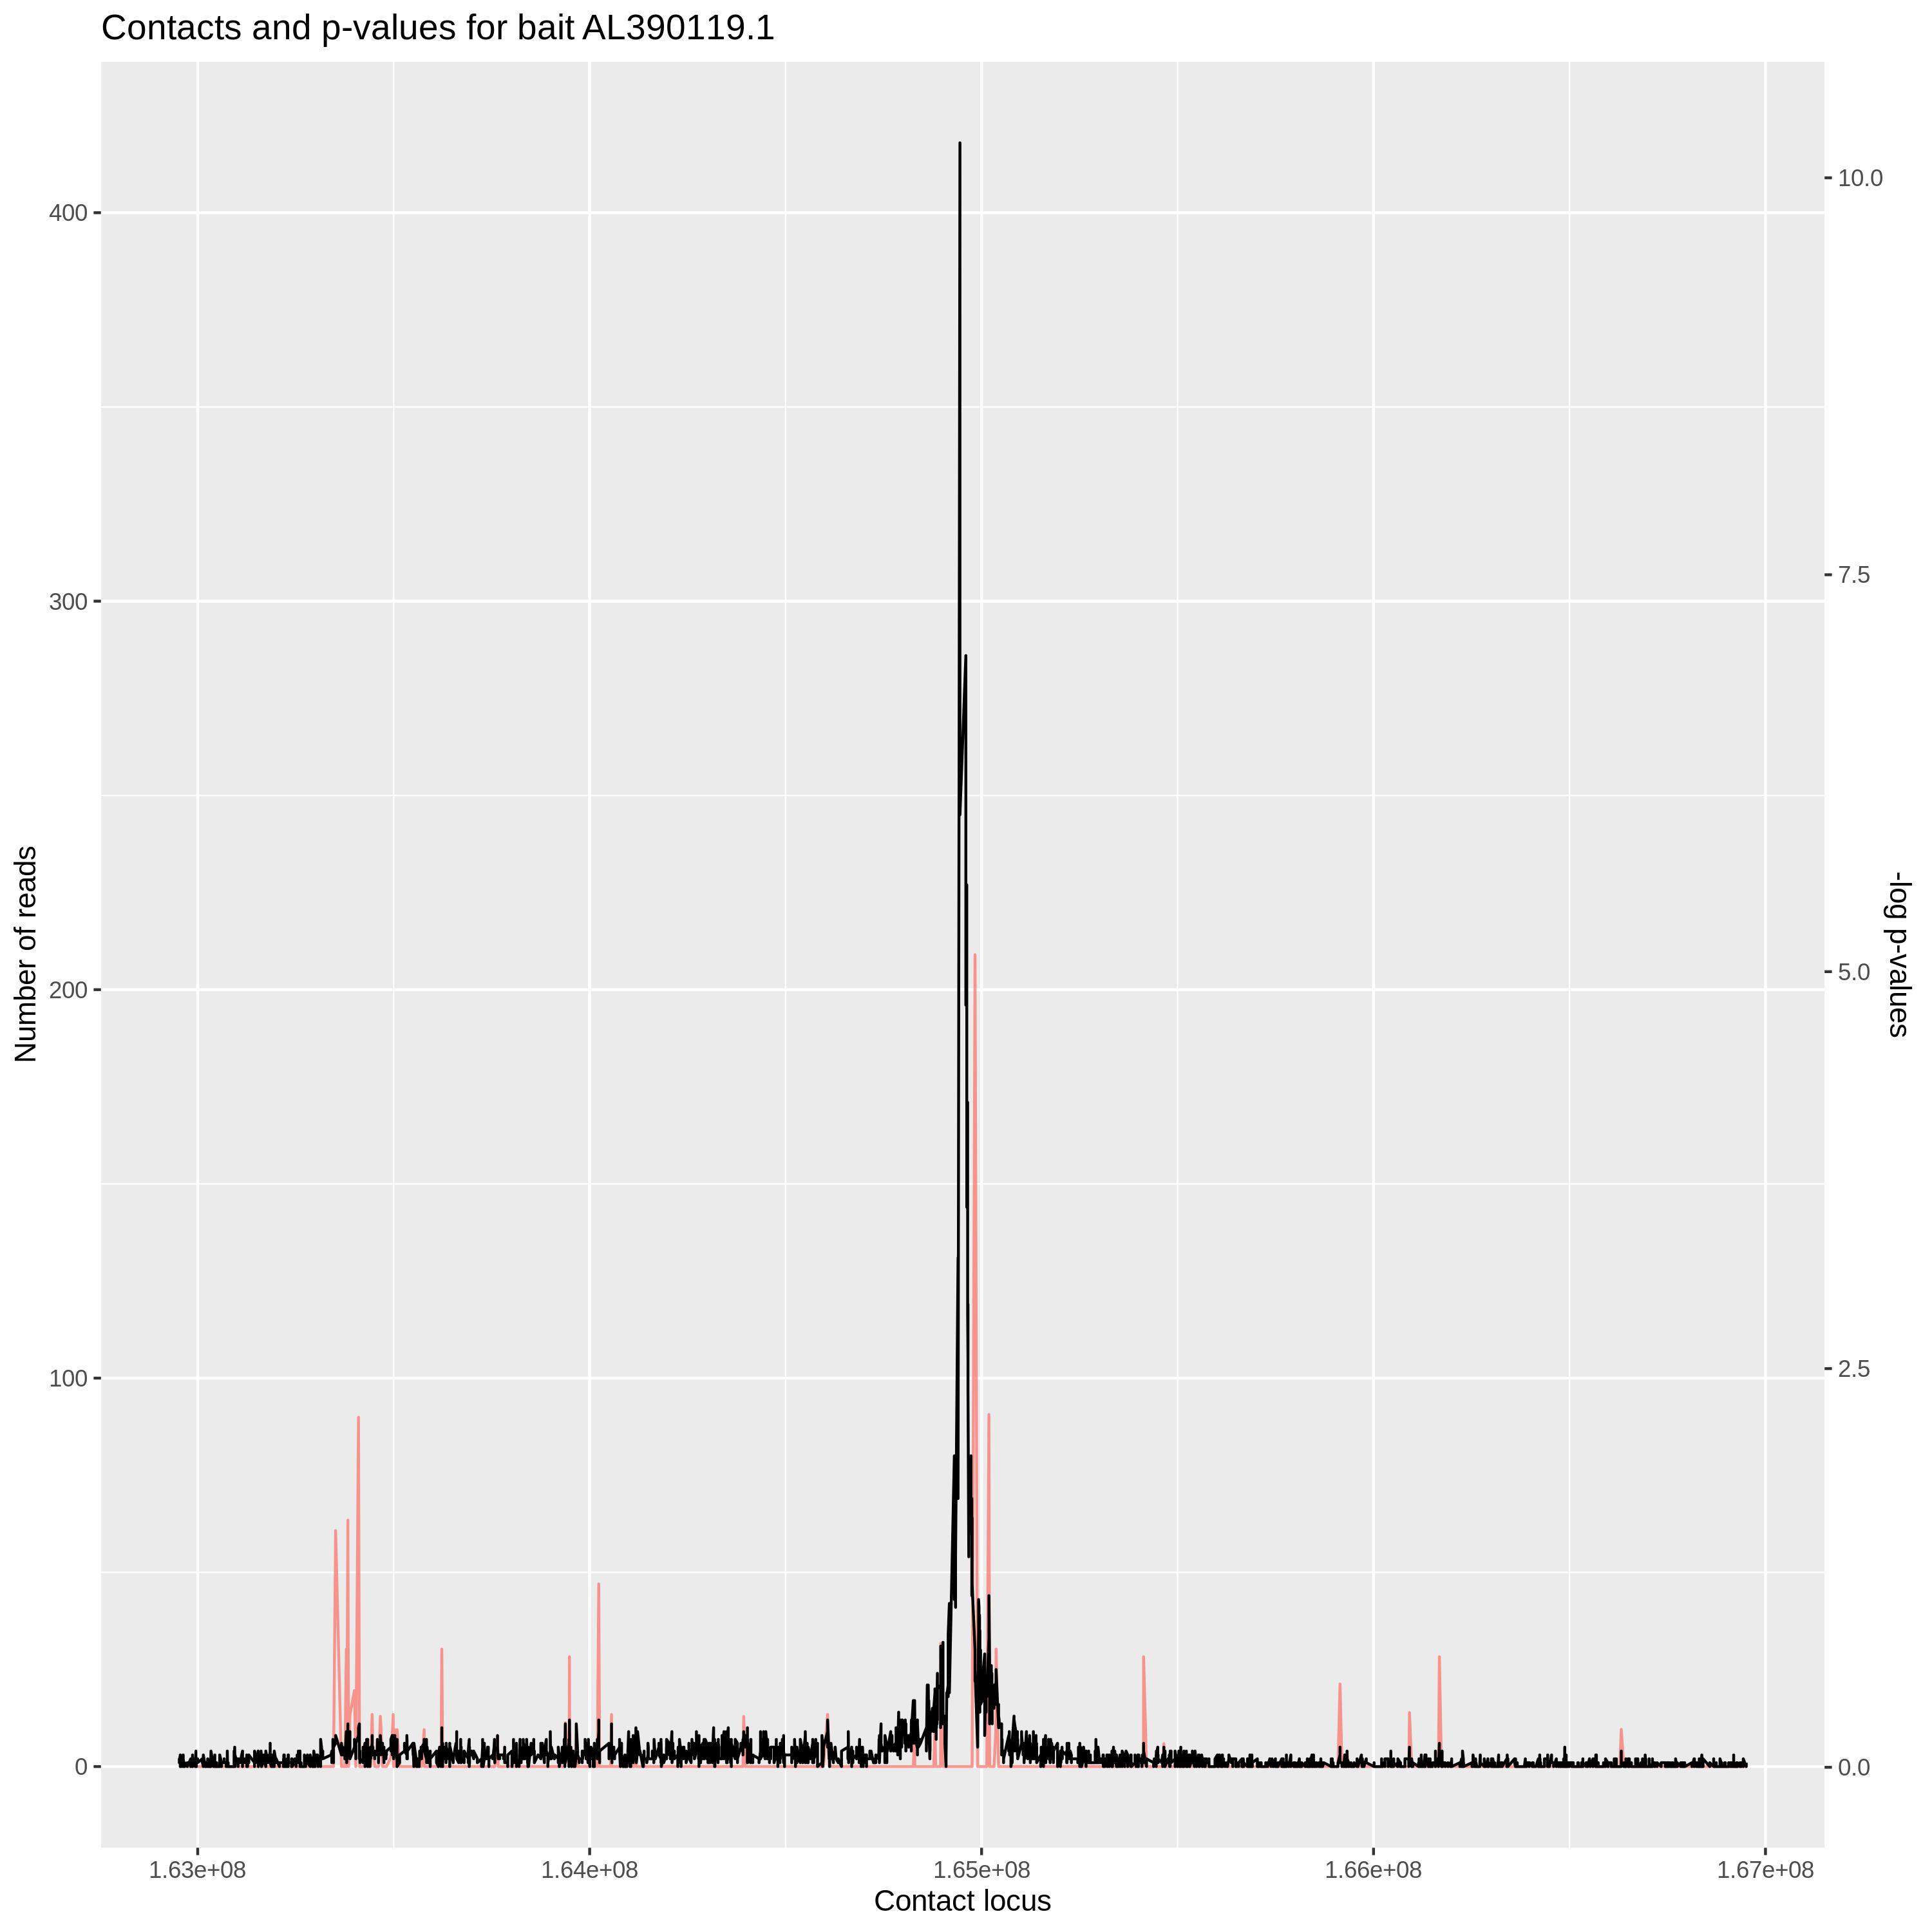 Contacts and p-values for bait AL390119.1
400
300
200
100
0
Number of reads
10.0
7.5
5.0
2.5
0.0
-log p-values
1.63e+08
1.64e+08
1.65e+08
1.66e+08
1.67e+08
Contact locus